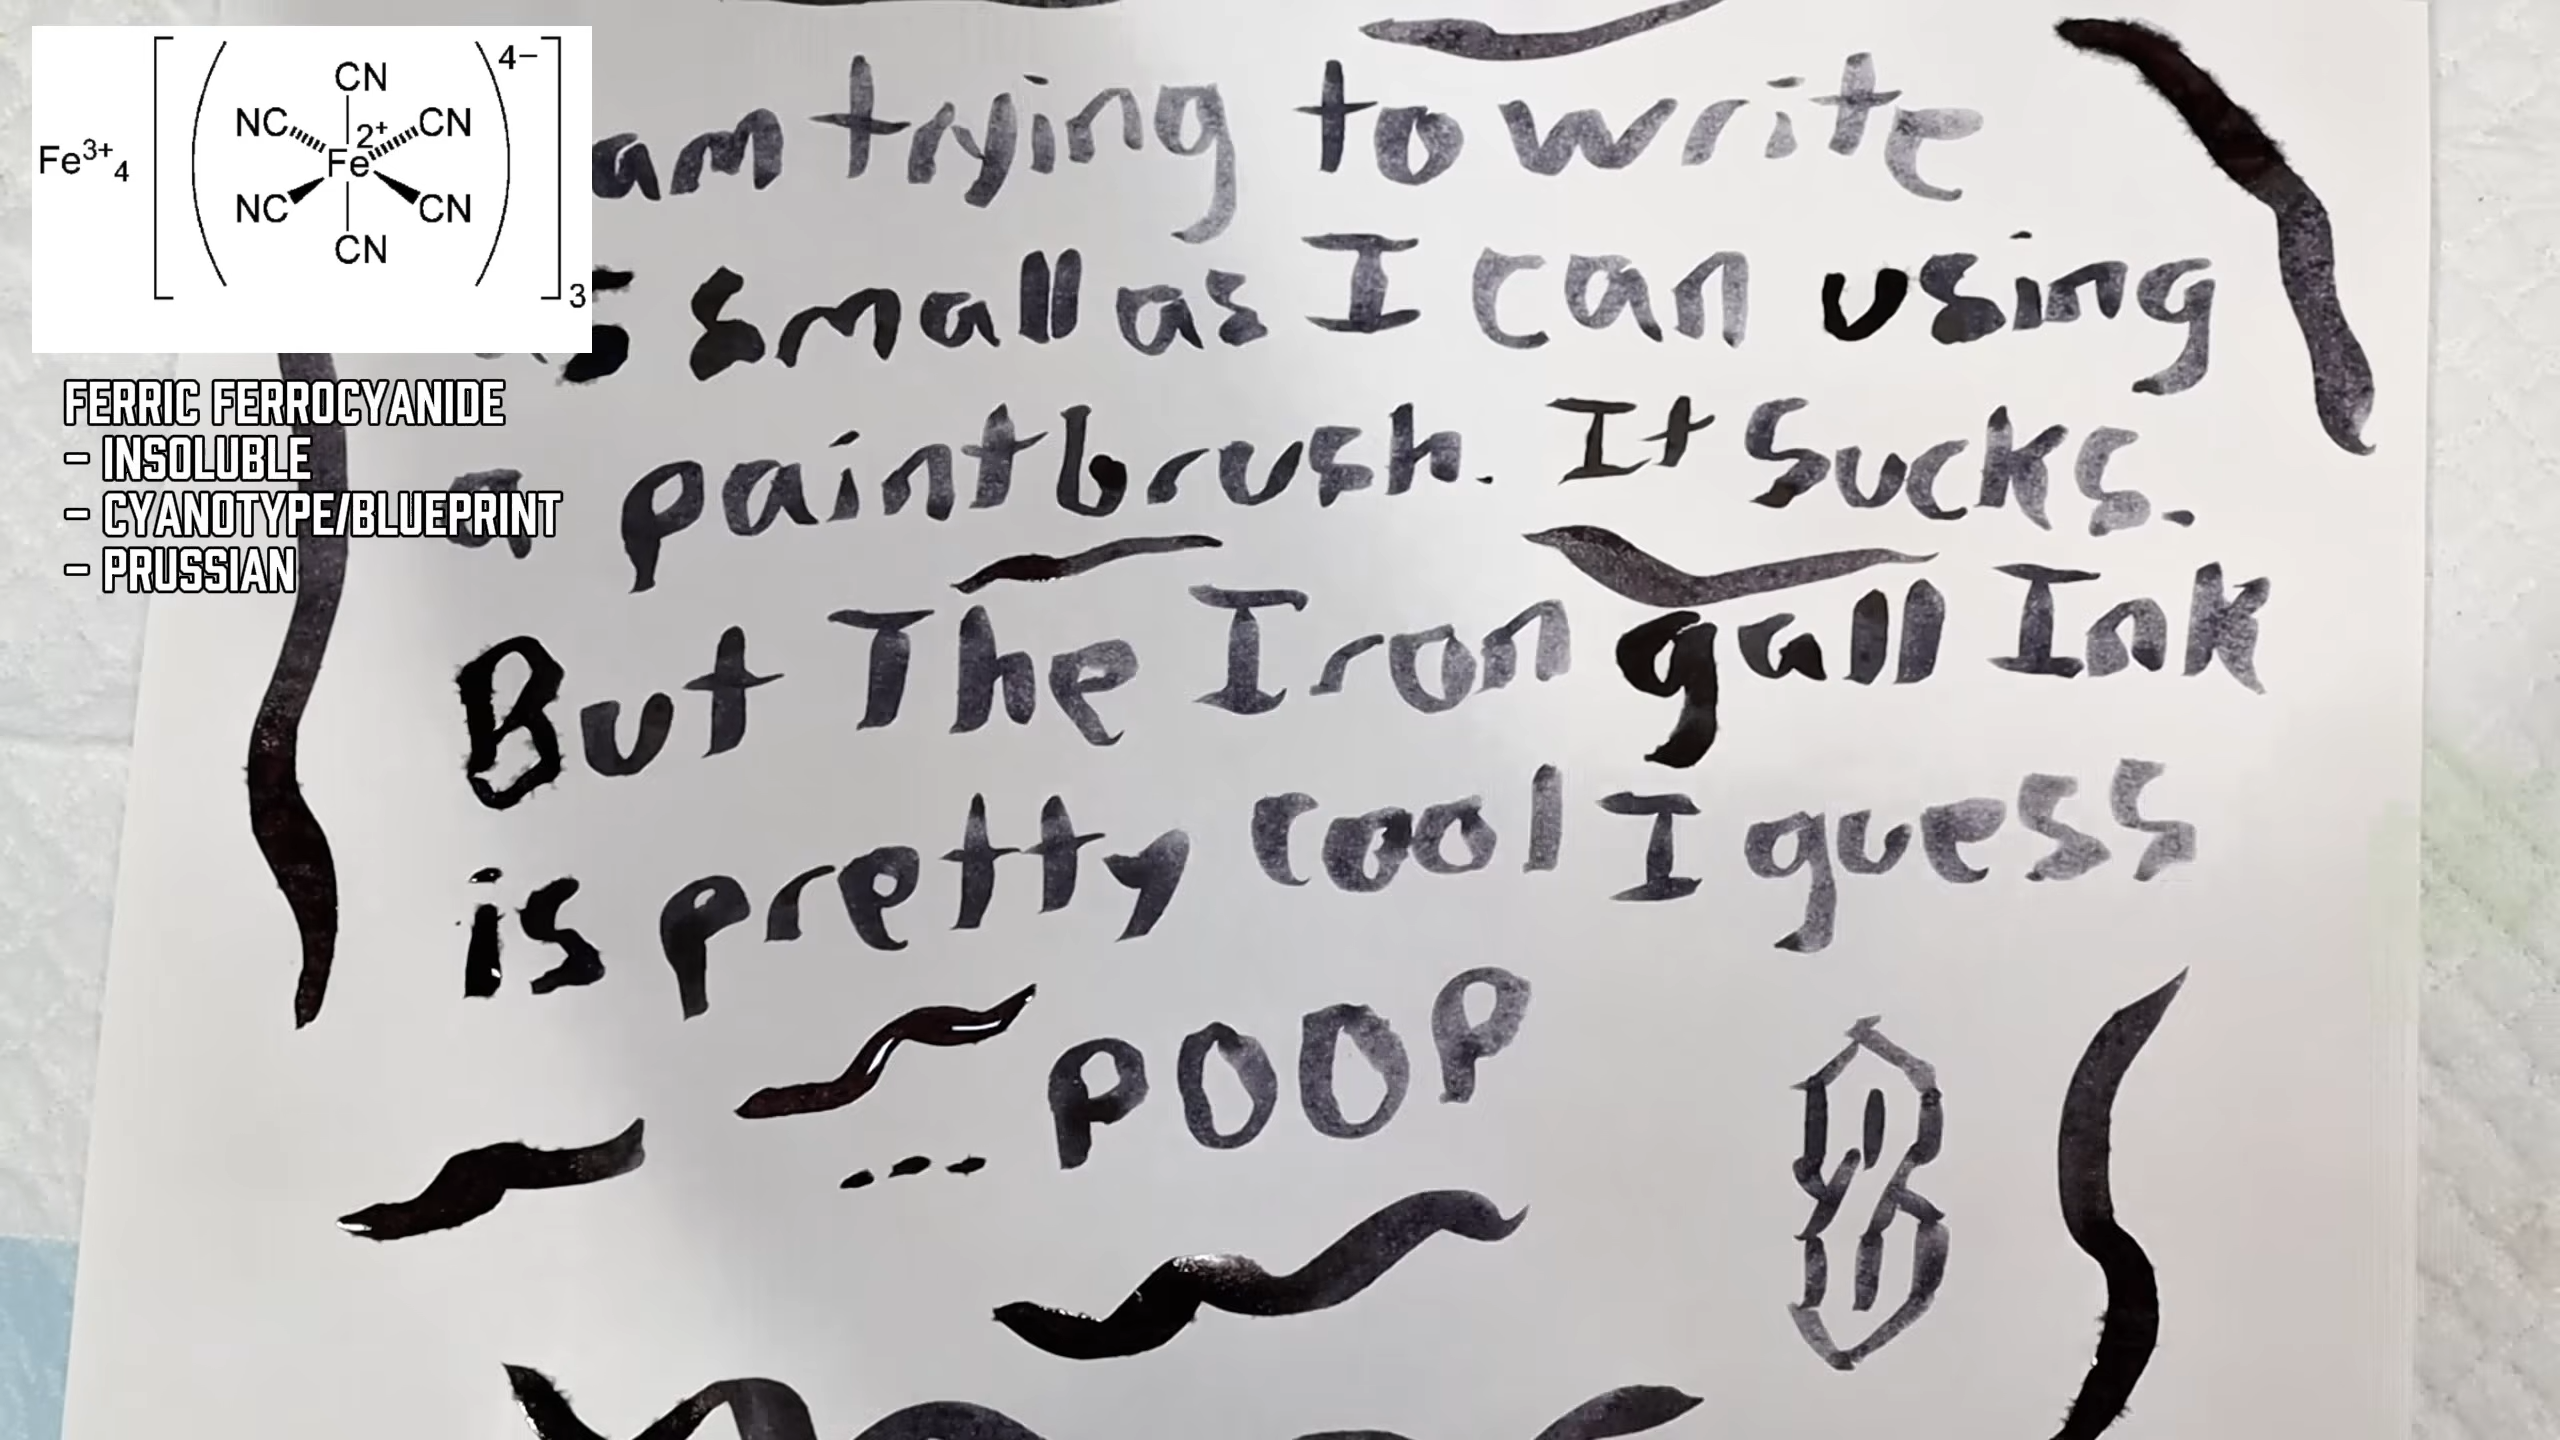 CN
NC CN
Fe 2+
Fe3+4
4–
NC CN
CN
3
FERRIC FERROCYANIDE
- INSOLUBLE
- CYANOTYPE/BLUEPRINT
- PRUSSIAN
am trying to write
small as I can using
a paintbrush. It sucks.
But The Iron gall Ink
is pretty cool I guess
... POOP